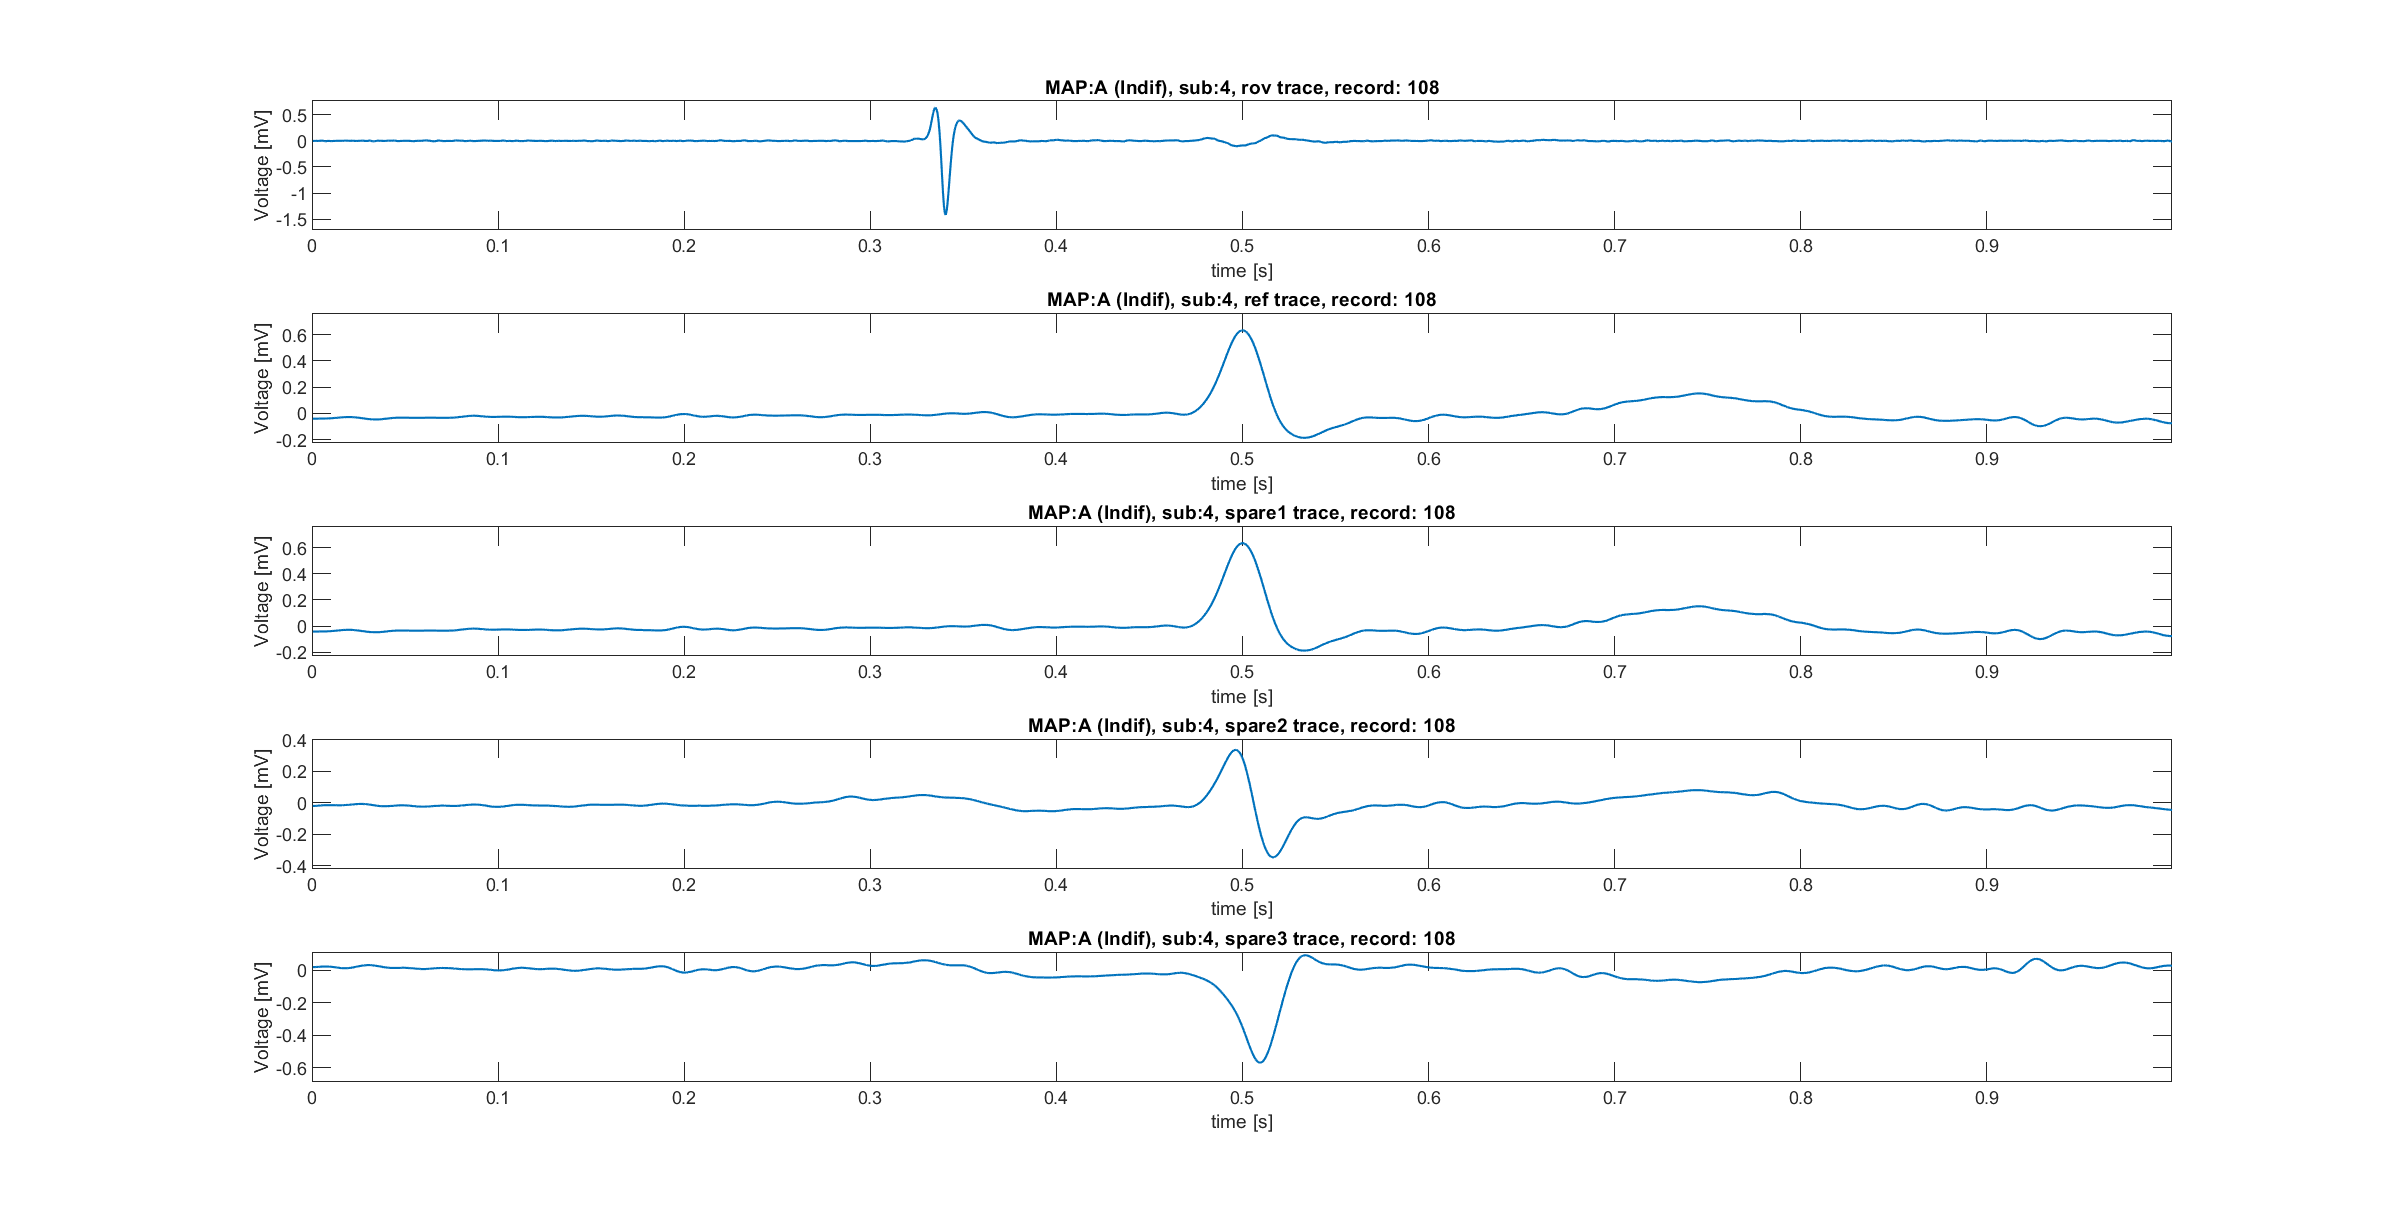 MAP:A (Indif), sub:4, rov trace, record: 108
Voltage [mV]
0.5
0
-0.5
-1
-1.5
0 0.1 0.2 0.3 0.4 0.5 0.6 0.7 0.8 0.9
time [s]
MAP:A (Indif), sub:4, ref trace, record: 108
Voltage [mV]
0.6
0.4
0.2
0
-0.2
0 0.1 0.2 0.3 0.4 0.5 0.6 0.7 0.8 0.9
time [s]
MAP:A (Indif), sub:4, spare1 trace, record: 108
Voltage [mV]
0.6
0.4
0.2
0
-0.2
0 0.1 0.2 0.3 0.4 0.5 0.6 0.7 0.8 0.9
time [s]
MAP:A (Indif), sub:4, spare2 trace, record: 108
Voltage [mV]
0.4
0.2
0
-0.2
-0.4
0 0.1 0.2 0.3 0.4 0.5 0.6 0.7 0.8 0.9
time [s]
MAP:A (Indif), sub:4, spare3 trace, record: 108
Voltage [mV]
0
-0.2
-0.4
-0.6
0 0.1 0.2 0.3 0.4 0.5 0.6 0.7 0.8 0.9
time [s]